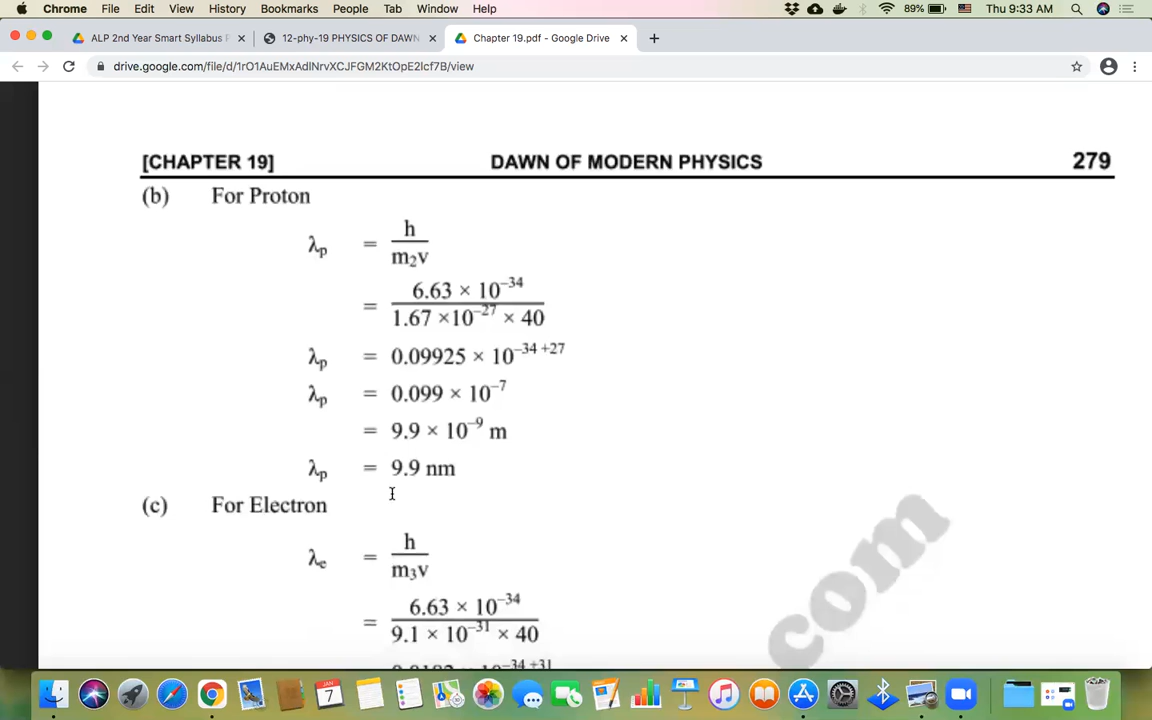 Chrome File Edit View History Bookmarks People Tab Window Help 89% Thu 9:33 AM
ALP 2nd Year Smart Syllabus 12-phy-19 PHYSICS OF DAWN Chapter 19.pdf - Google Drive
drive.google.com/file/d/1rO1AuEMxAdlNrvXCJFGM2KtOpE2Icf7B/view
[CHAPTER 19] DAWN OF MODERN PHYSICS 279
(b) For Proton
λp = h / m2v
= 6.63 × 10^–34 / 1.67 ×10^–27 × 40
λp = 0.09925 × 10^–34 +27
λp = 0.099 × 10^–7
= 9.9 × 10^–9 m
λp = 9.9 nm
(c) For Electron
λe = h / m3v
= 6.63 × 10^–34 / 9.1 × 10^–31 × 40
com
JAN
7